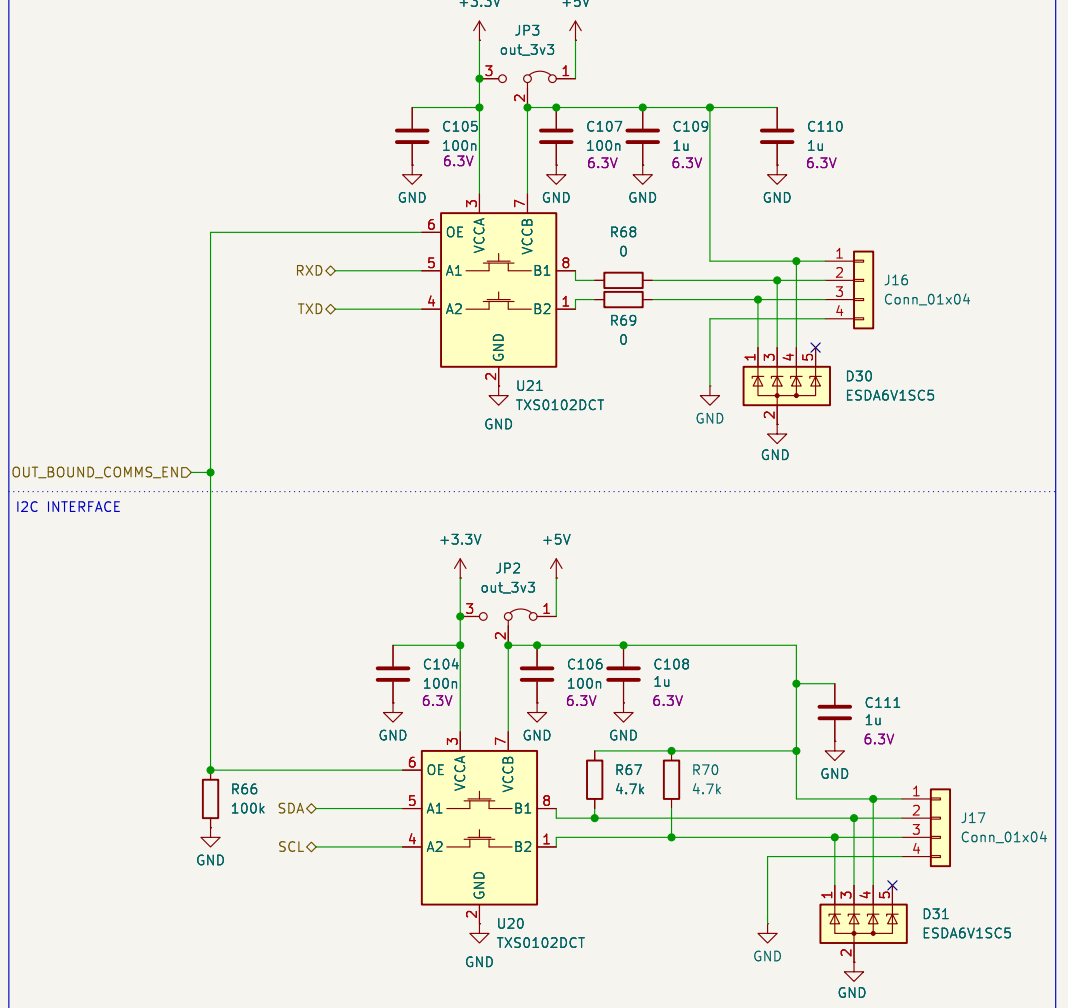 +3.3V +5V
JP3
out_3v3
3 1
2
C105
100n
6.3V
GND
C107
100n
6.3V
GND
C109
1u
6.3V
GND
C110
1u
6.3V
GND
3 7
6 OE VCCA VCCB
RXD 5 A1 B1 8
TXD 4 A2 B2 1
GND
2
U21
TXS0102DCT
GND
R68
0
R69
0
1
2
3
4
J16
Conn_01x04
GND
1 3 4 5
2
D30
ESDA6V1SC5
GND
OUT_BOUND_COMMS_EN
I2C INTERFACE
+3.3V +5V
JP2
out_3v3
3 1
2
C104
100n
6.3V
GND
C106
100n
6.3V
GND
C108
1u
6.3V
GND
C111
1u
6.3V
GND
3 7
6 OE VCCA VCCB
SDA 5 A1 B1 8
SCL 4 A2 B2 1
GND
2
U20
TXS0102DCT
GND
R66
100k
GND
R67
4.7k
R70
4.7k
1
2
3
4
J17
Conn_01x04
GND
1 3 4 5
2
D31
ESDA6V1SC5
GND